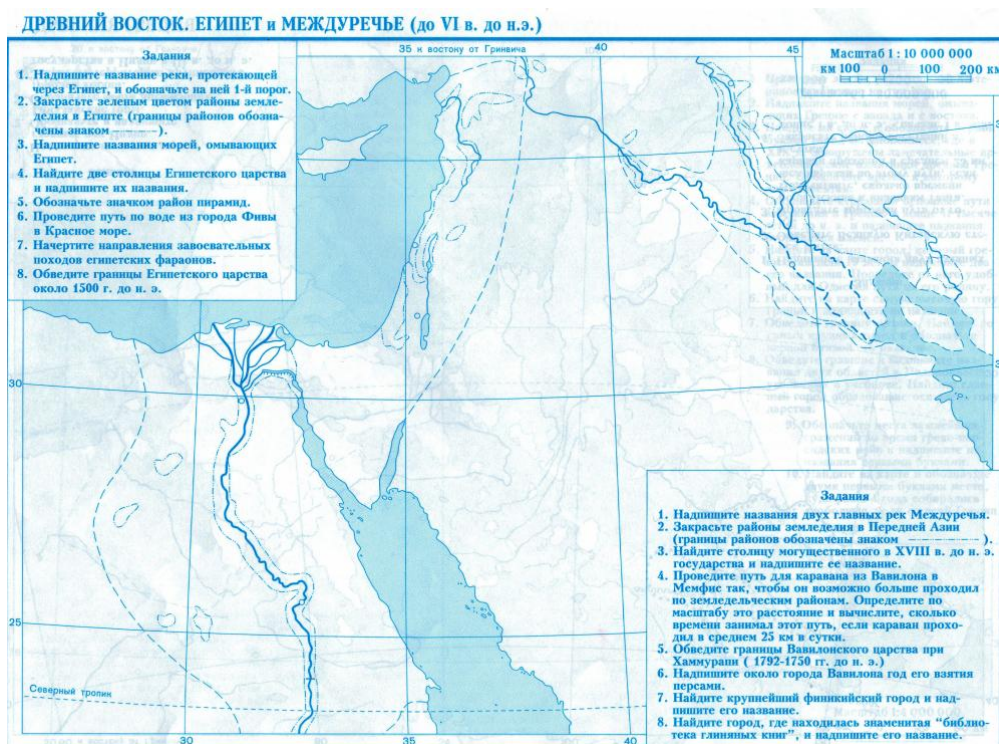 ДРЕВНИЙ ВОСТОК. ЕГИПЕТ и МЕЖДУРЕЧЬЕ (до VI в. до н.э.)
Задания
1. Надпишите название реки, протекающей
через Египет, и обозначьте на ней 1-й порог.
2. Закрасьте зеленым цветом районы земле-
делия в Египте (границы районов обозна-
чены знаком ).
3. Надпишите названия морей, омывающих
Египет.
4. Найдите две столицы Египетского царства
и надпишите их названия.
5. Обозначьте значком район пирамид.
6. Проведите путь по воде из города Фивы
в Красное море.
7. Начертите направления завоевательных
походов египетских фараонов.
8. Обведите границы Египетского царства
около 1500 г. до н. э.
35 к востоку от Гринвича
40
45
Масштаб 1 : 10 000 000
км 100 0 100 200 км
30
25
Северный тропик
30
35
40
Задания
1. Надпишите названия двух главных рек Междуречья.
2. Закрасьте районы земледелия в Передней Азии
(границы районов обозначены знаком ).
3. Найдите столицу могущественного в XVIII в. до н. э.
государства и надпишите ее название.
4. Проведите путь для каравана из Вавилона в
Мемфис так, чтобы он возможно больше проходил
по земледельческим районам. Определите по
масштабу это расстояние и вычислите, сколько
времени занимал этот путь, если караван прохо-
дил в среднем 25 км в сутки.
5. Обведите границы Вавилонского царства при
Хаммурапи ( 1792-1750 гг. до н. э.)
6. Надпишите около города Вавилона год его взятия
персами.
7. Найдите крупнейший финикийский город и над-
пишите его название.
8. Найдите город, где находилась знаменитая “библио-
тека глиняных книг”, и надпишите его название.